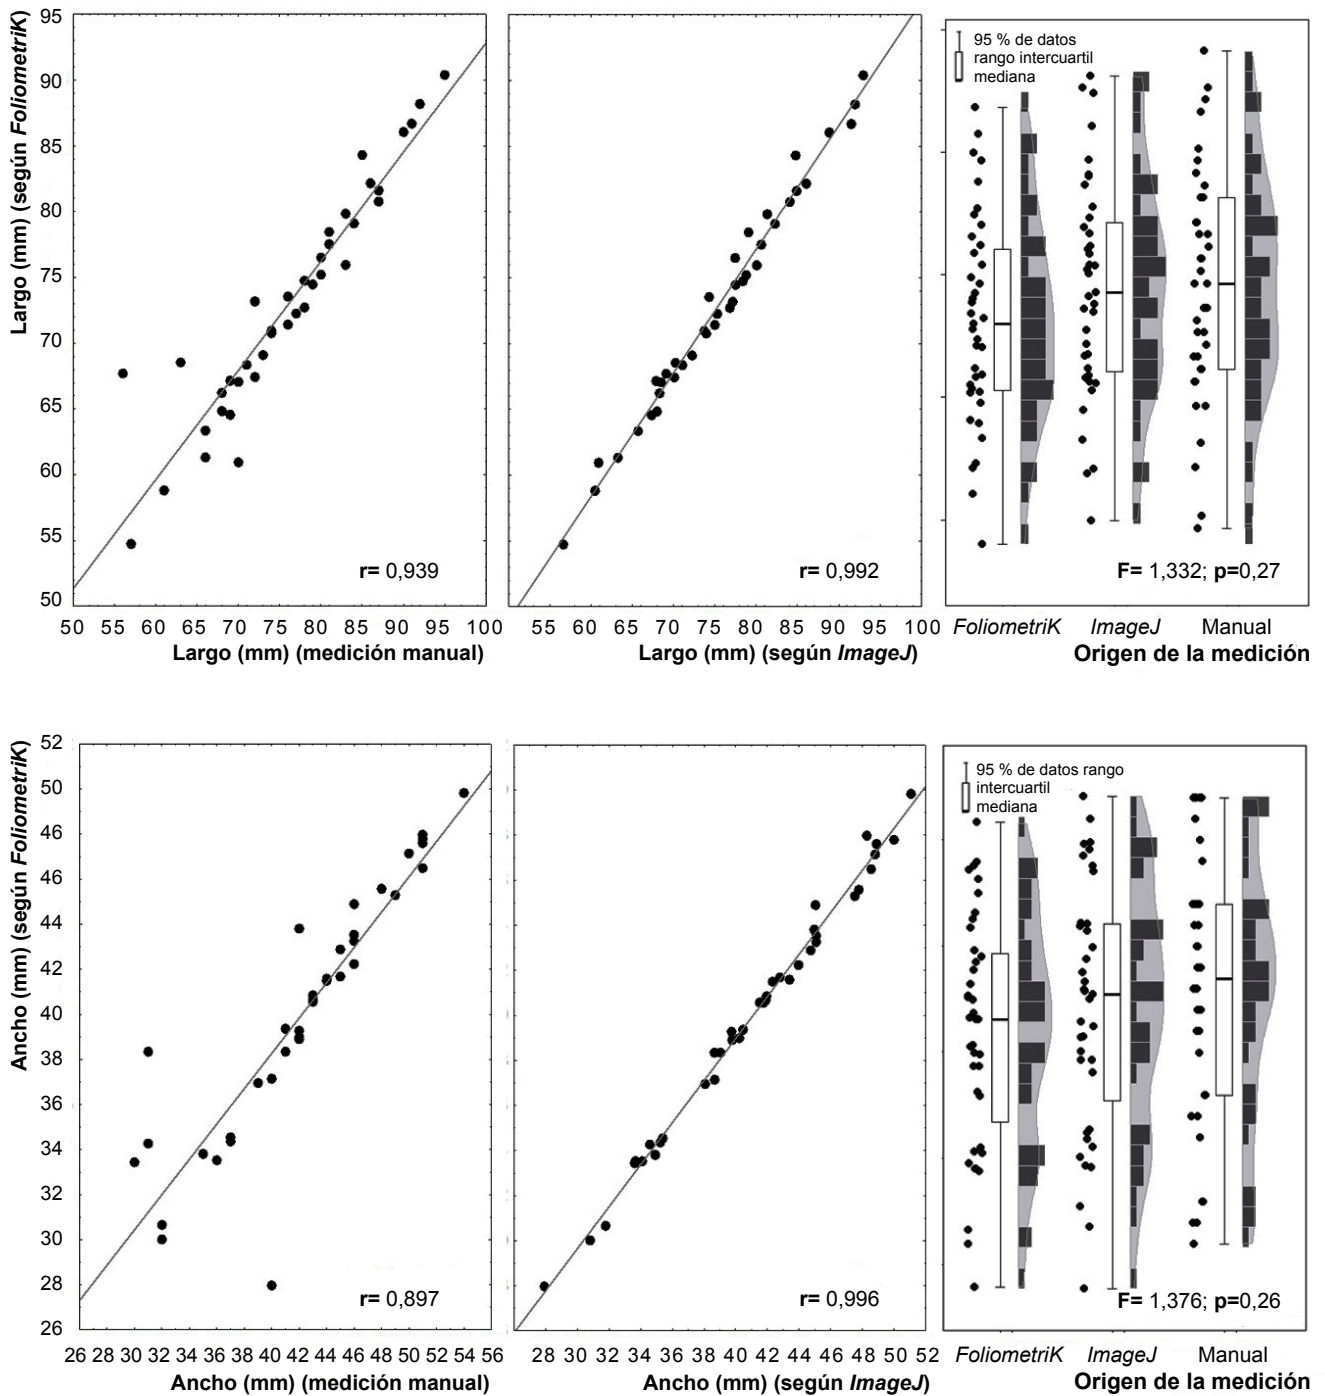 Largo (mm) (según FoliometriK)
95
90
85
80
75
70
65
60
55
50
r= 0,939
50 55 60 65 70 75 80 85 90 95 100
Largo (mm) (medición manual)
r= 0,992
55 60 65 70 75 80 85 90 95 100
Largo (mm) (según ImageJ)
95 % de datos
rango intercuartil
mediana
F= 1,332; p=0,27
FoliometriK ImageJ Manual
Origen de la medición
Ancho (mm) (según FoliometriK)
52
50
46
46
44
42
40
38
36
34
32
30
28
26
r= 0,897
26 28 30 32 34 36 38 40 42 44 46 48 50 52 54 56
Ancho (mm) (medición manual)
r= 0,996
28 30 32 34 36 38 40 42 44 46 48 50 52
Ancho (mm) (según ImageJ)
95 % de datos rango
intercuartil
mediana
F= 1,376; p=0,26
FoliometriK ImageJ Manual
Origen de la medición